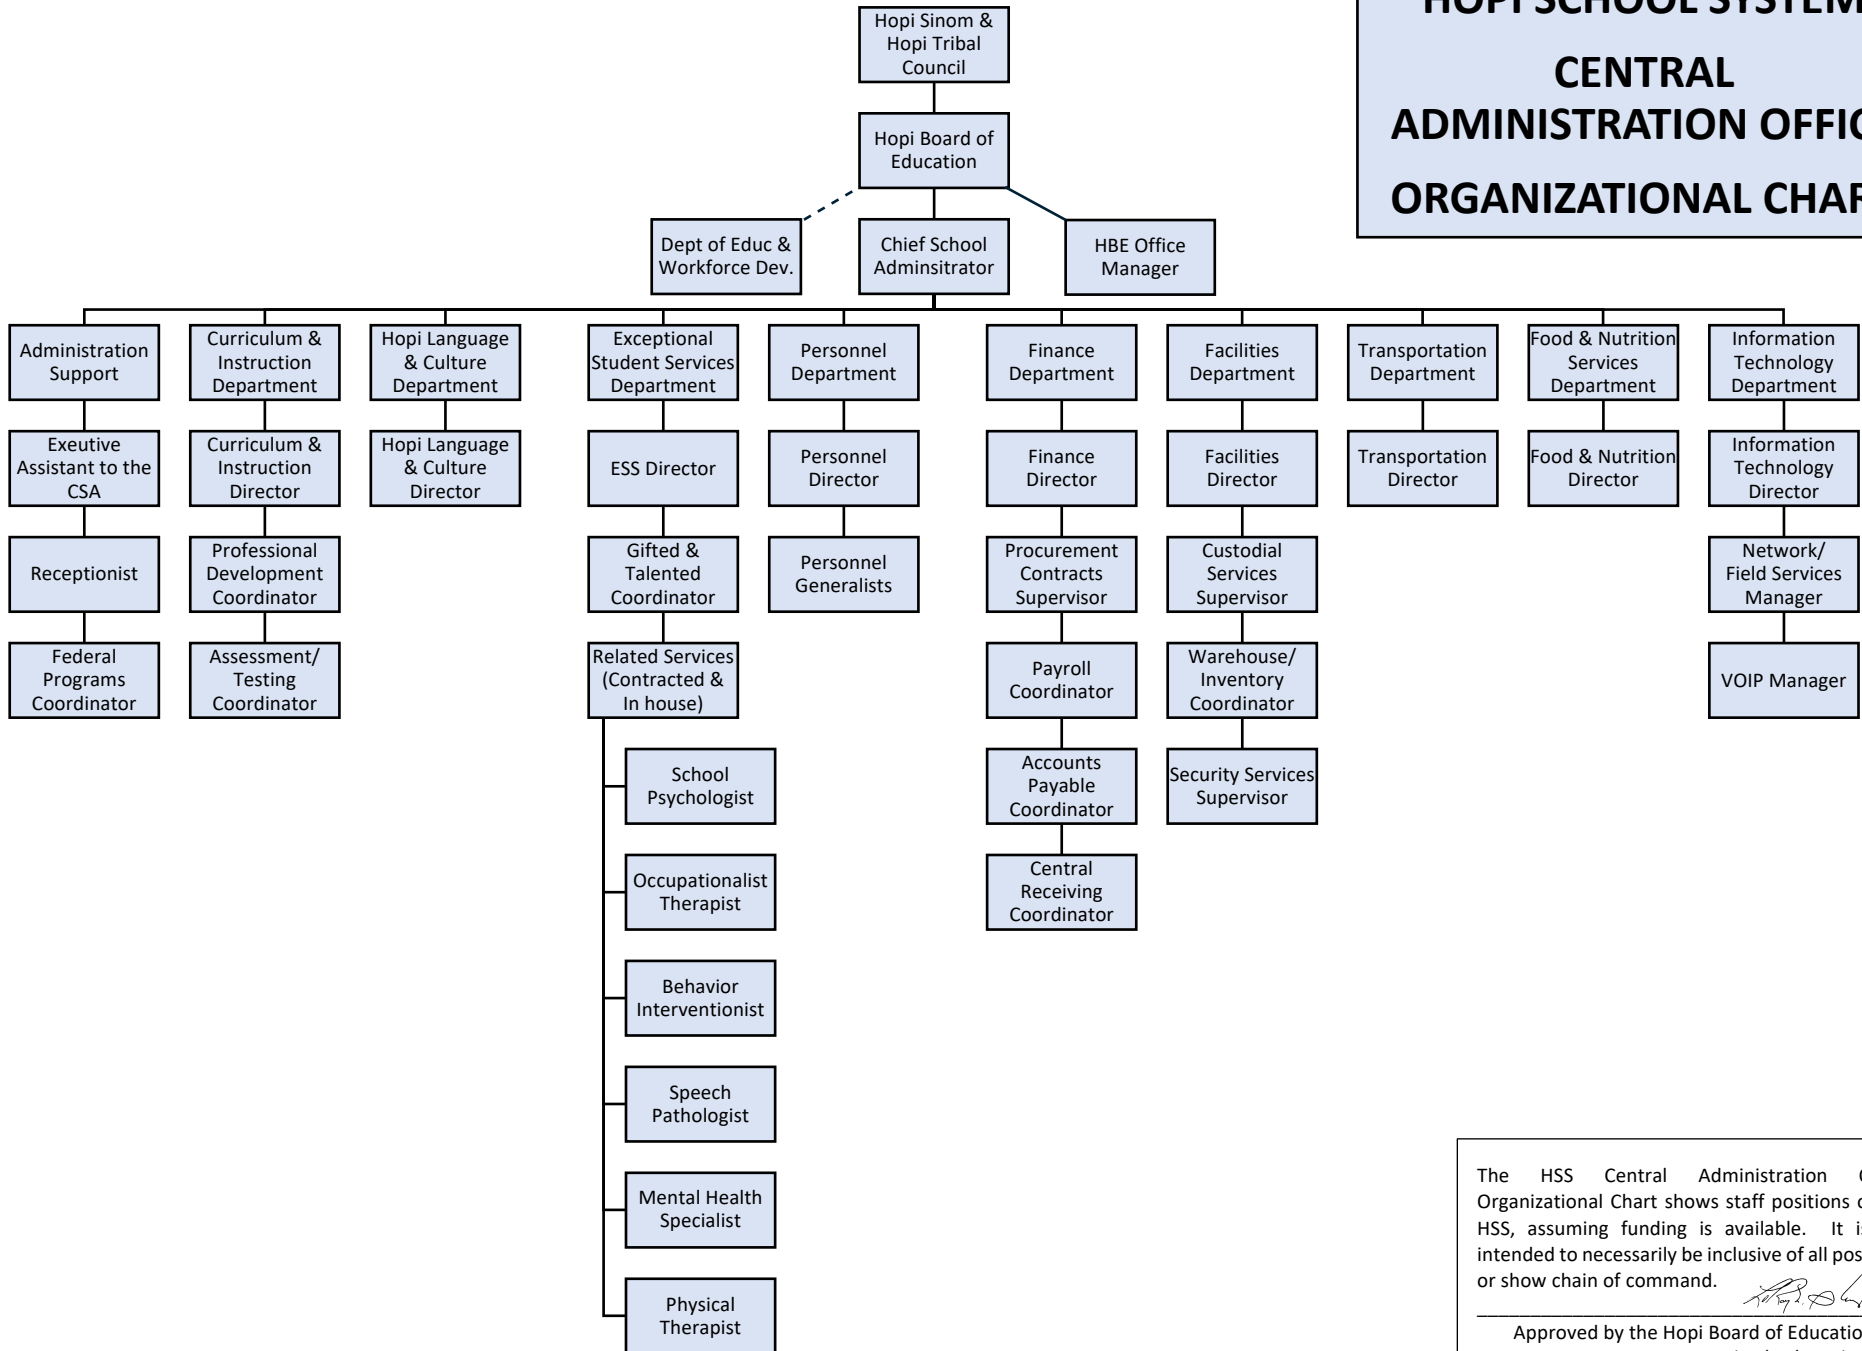 HOPI SCHOOL SYSTEM
CENTRAL
ADMINISTRATION
ORGANIZATIONAL
Hopi Sinom &
Hopi Tribal
Council
Hopi Board of
Education
Dept of Educ &
Workforce Dev.
Chief School
Adminsitrator
HBE Office
Manager
Administration
Support
Curriculum &
Instruction
Department
Hopi Language
& Culture
Department
Exceptional
Student Services
Department
Personnel
Department
Finance
Department
Facilities
Department
Transportation
Department
Food & Nutrition
Services
Department
Information
Technology
Department
Exeutive
Assistant to the
CSA
Curriculum &
Instruction
Director
Hopi Language
& Culture
Director
ESS Director
Personnel
Director
Finance
Director
Facilities
Director
Transportation
Director
Food & Nutrition
Director
Information
Technology
Director
Receptionist
Professional
Development
Coordinator
Gifted &
Talented
Coordinator
Personnel
Generalists
Procurement
Contracts
Supervisor
Custodial
Services
Supervisor
Network/
Field Services
Manager
Federal
Programs
Coordinator
Assessment/
Testing
Coordinator
Related Services
(Contracted &
In house)
Payroll
Coordinator
Warehouse/
Inventory
Coordinator
VOIP Manager
School
Psychologist
Accounts
Payable
Coordinator
Security Services
Supervisor
Occupationalist
Therapist
Central
Receiving
Coordinator
Behavior
Interventionist
Speech
Pathologist
Mental Health
Specialist
Physical
Therapist
The HSS Central Administration
Organizational Chart shows staff positions
HSS, assuming funding is available. It
intended to necessarily be inclusive of all
or show chain of command.
Approved by the Hopi Board of Education